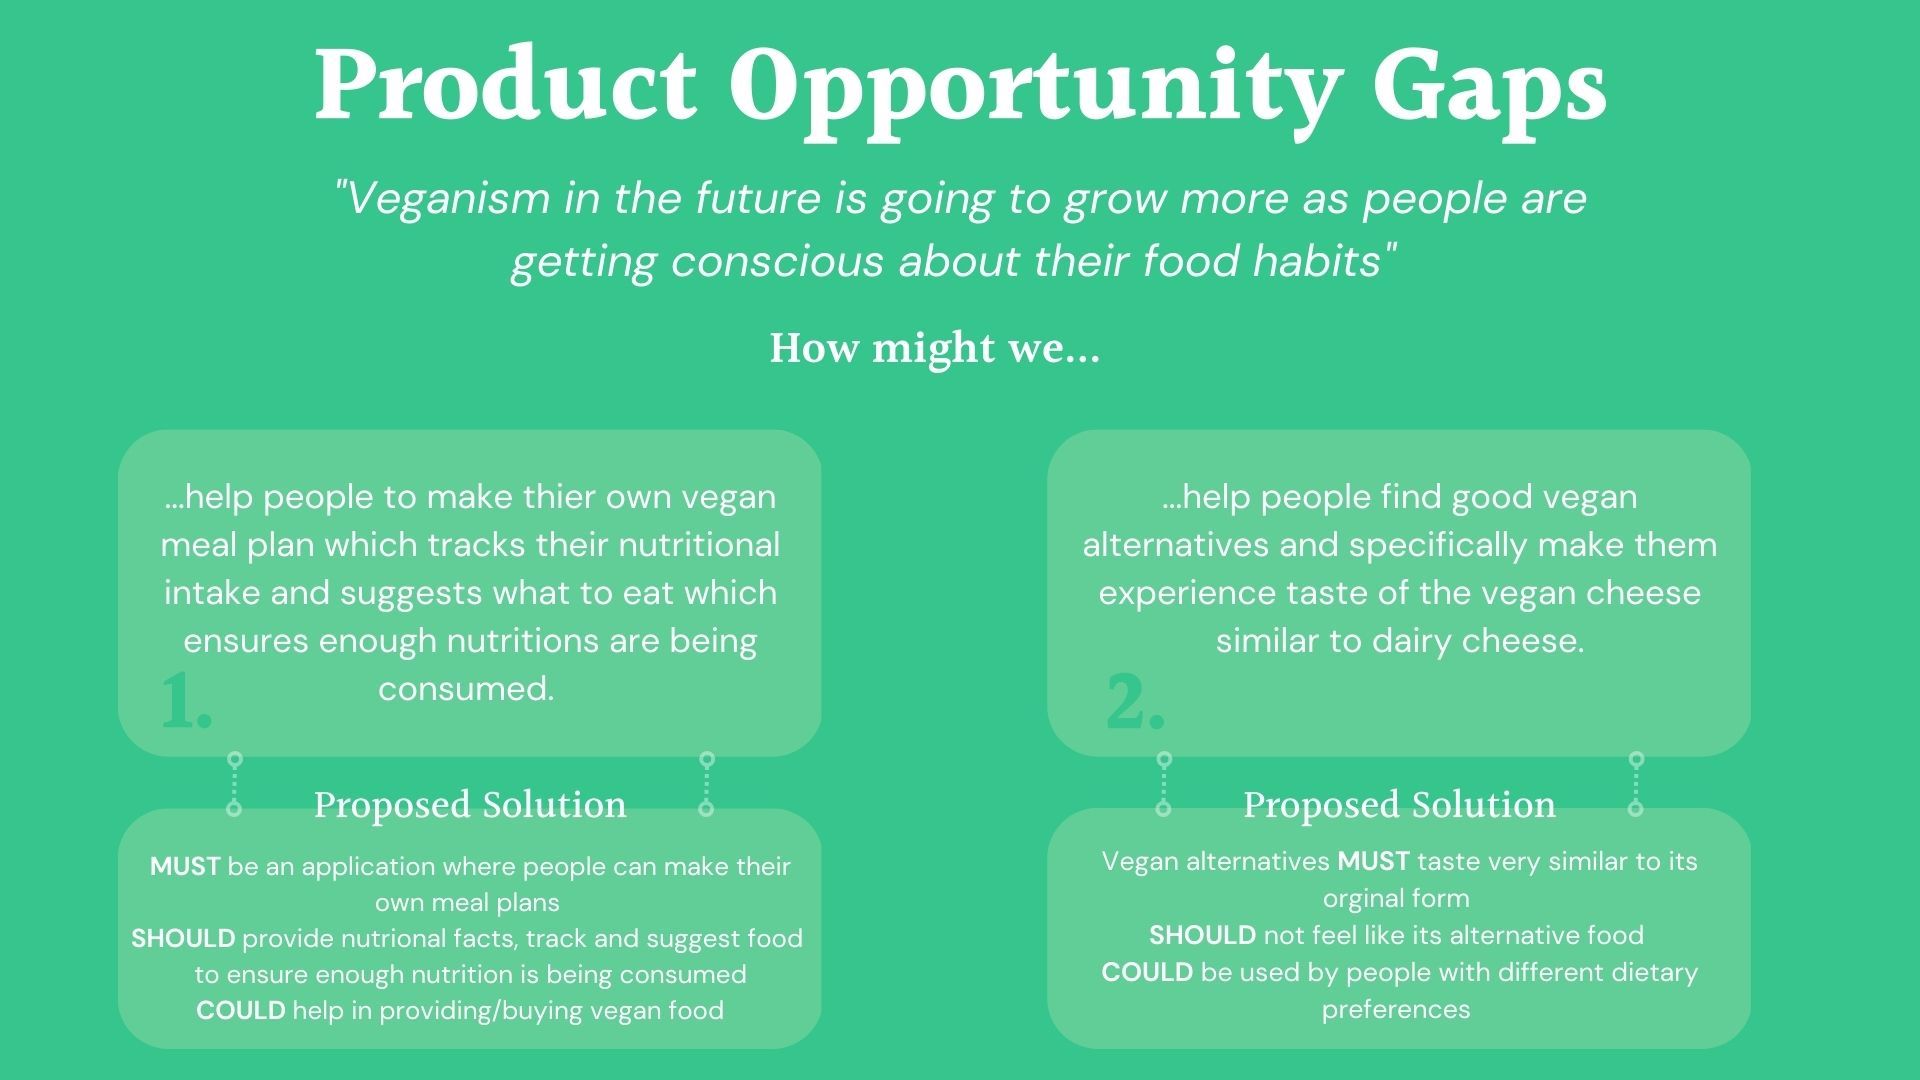 Product Opportunity Gaps
"Veganism in the future is going to grow more as people are
getting conscious about their food habits"
How might we...
...help people to make thier own vegan
meal plan which tracks their nutritional
intake and suggests what to eat which
ensures enough nutritions are being
consumed.
1.
Proposed Solution
MUST be an application where people can make their
own meal plans
SHOULD provide nutrional facts, track and suggest food
to ensure enough nutrition is being consumed
COULD help in providing/buying vegan food
...help people find good vegan
alternatives and specifically make them
experience taste of the vegan cheese
similar to dairy cheese.
2.
Proposed Solution
Vegan alternatives MUST taste very similar to its
orginal form
SHOULD not feel like its alternative food
COULD be used by people with different dietary
preferences